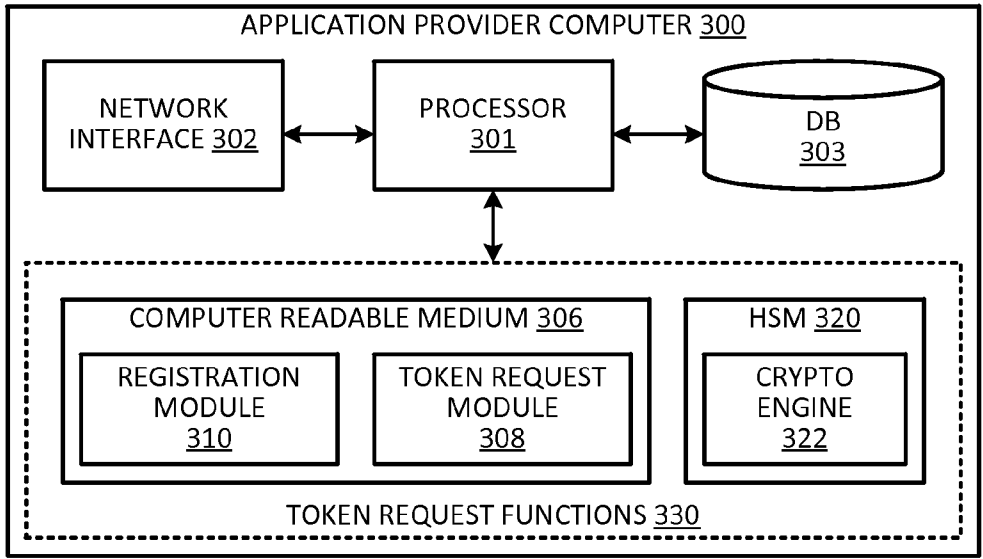 APPLICATION PROVIDER COMPUTER 300
NETWORK
INTERFACE 302
PROCESSOR
301
DB
303
COMPUTER READABLE MEDIUM 306
REGISTRATION
MODULE
310
TOKEN REQUEST
MODULE
308
HSM 320
CRYPTO
ENGINE
322
TOKEN REQUEST FUNCTIONS 330